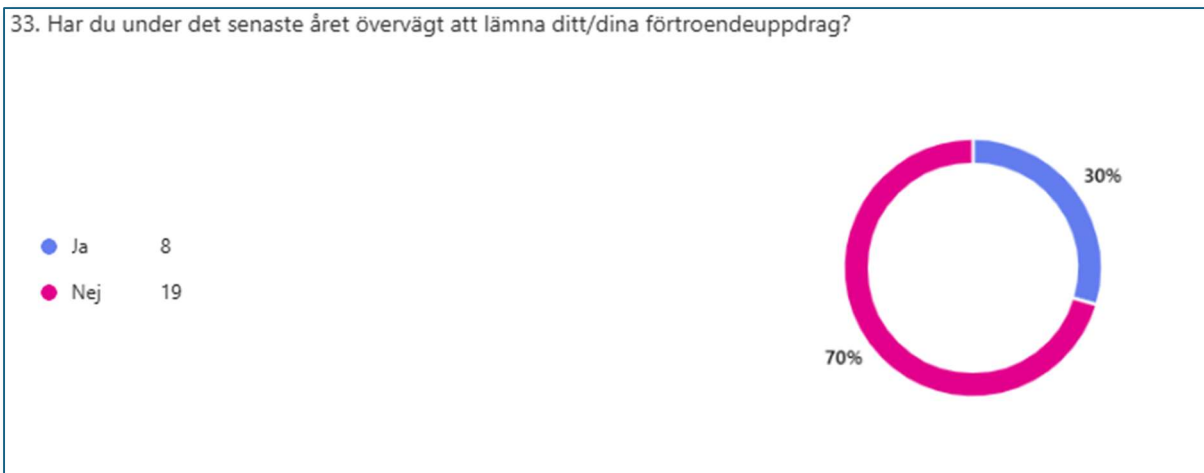 33. Har du under det senaste året övervägt att lämna ditt/dina förtroendeuppdrag?
30%
Ja 8
Nej 19
70%